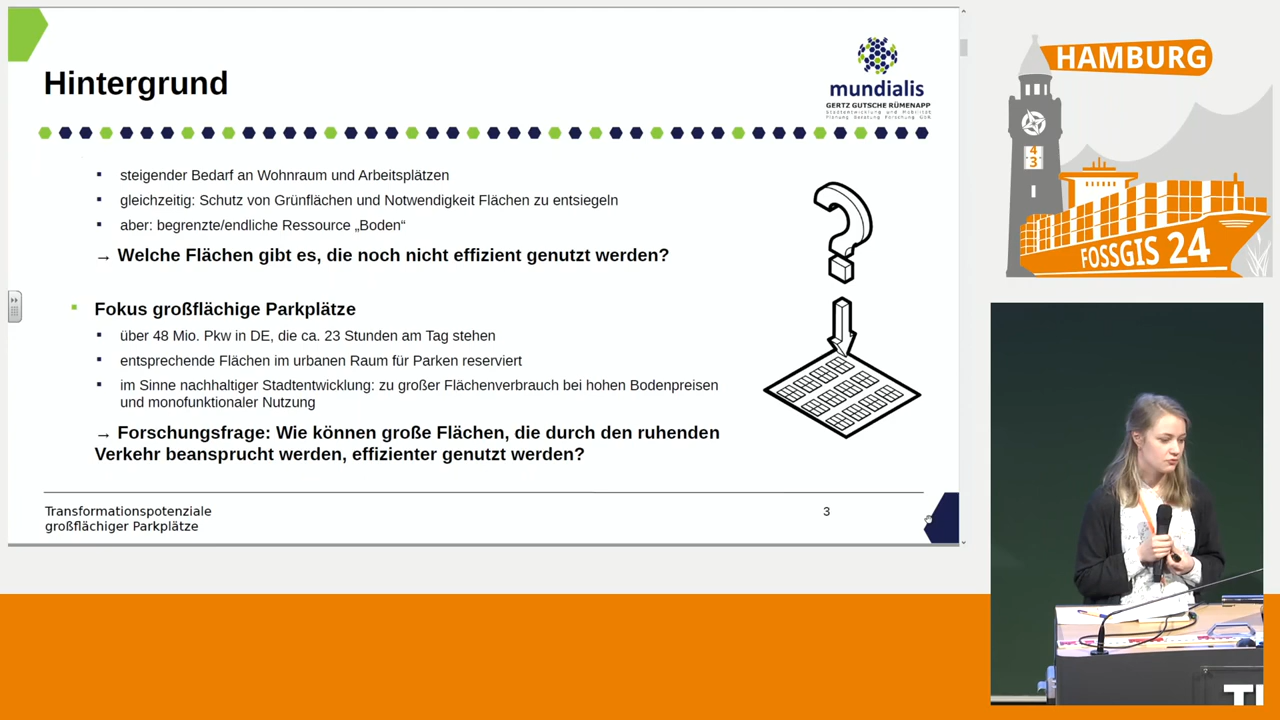 Hintergrund
mundialis
GERTZ GUTSCHE RÜMENAPP
Stadtentwicklung und Mobilität
Planung Beratung Forschung GbR
▪ steigender Bedarf an Wohnraum und Arbeitsplätzen
▪ gleichzeitig: Schutz von Grünflächen und Notwendigkeit Flächen zu entsiegeln
▪ aber: begrenzte/endliche Ressource „Boden“
→ Welche Flächen gibt es, die noch nicht effizient genutzt werden?
▪ Fokus großflächige Parkplätze
▪ über 48 Mio. Pkw in DE, die ca. 23 Stunden am Tag stehen
▪ entsprechende Flächen im urbanen Raum für Parken reserviert
▪ im Sinne nachhaltiger Stadtentwicklung: zu großer Flächenverbrauch bei hohen Bodenpreisen
und monofunktionaler Nutzung
→ Forschungsfrage: Wie können große Flächen, die durch den ruhenden
Verkehr beansprucht werden, effizienter genutzt werden?
Transformationspotenziale
großflächiger Parkplätze
3
HAMBURG
4
3
FOSSGIS 24